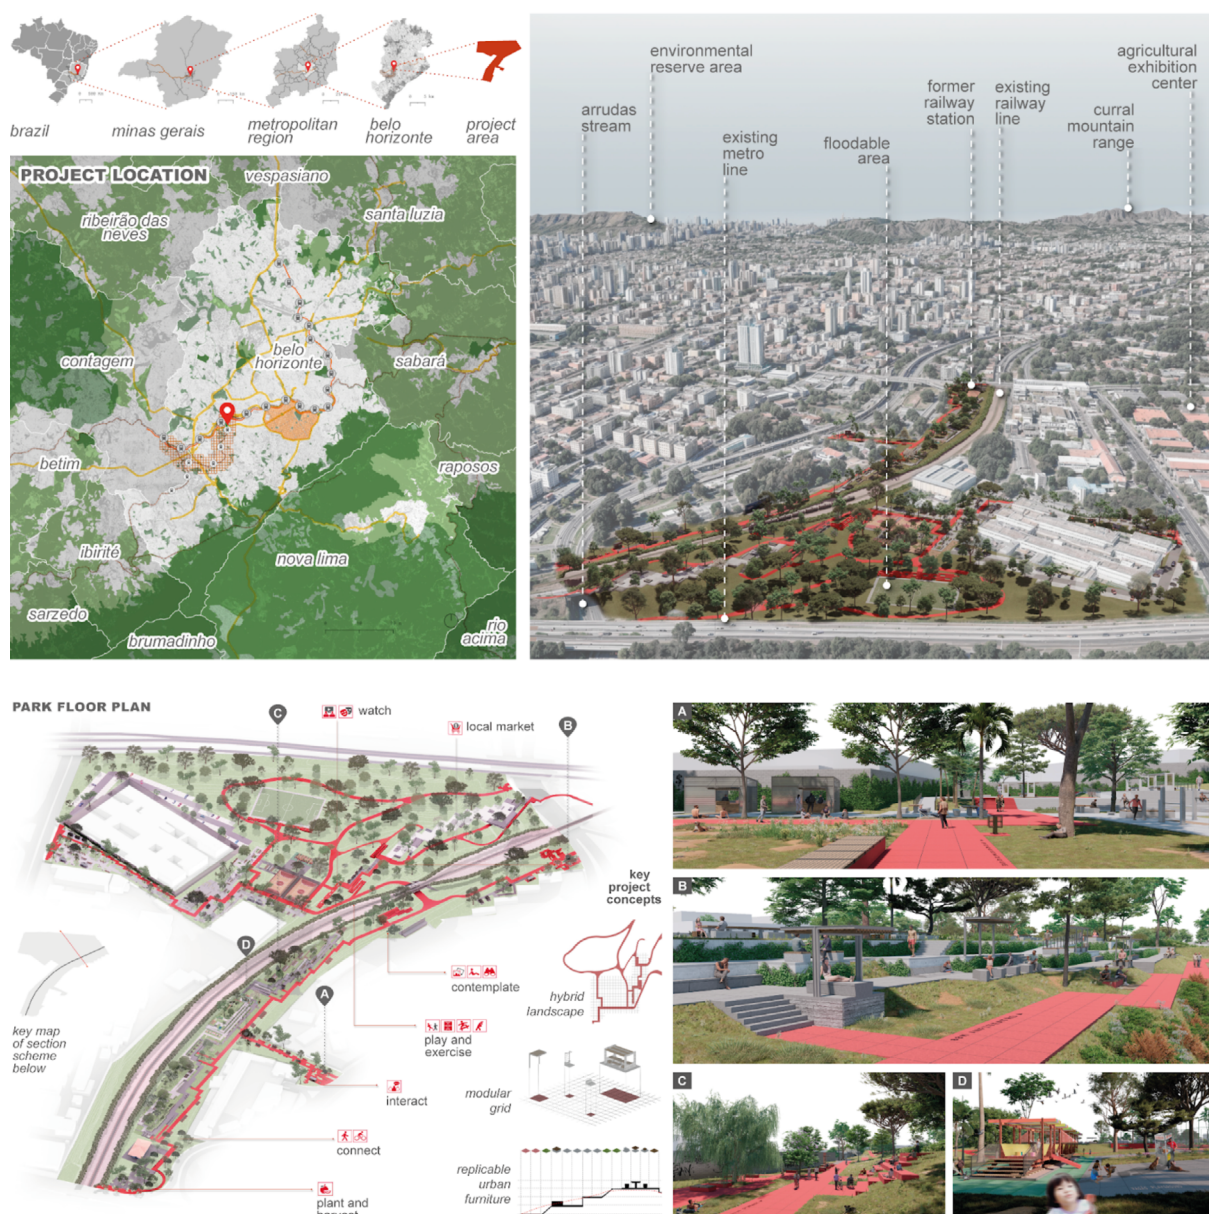 brazil
minas gerais
metropolitan
region
belo
horizonte
project
area
PROJECT LOCATION
vespasiano
ribeirão das
neves
santa luzia
contagem
belo
horizonte
sabará
betim
raposos
ibirité
nova lima
sarzedo
brumadinho
rio
acima
environmental
reserve area
arrudas
stream
existing
metro
line
floodable
area
former
railway
station
existing
railway
line
curral
mountain
range
agricultural
exhibition
center
PARK FLOOR PLAN
C
watch
local market
B
key
project
concepts
D
A
contemplate
hybrid
landscape
key map
of section
scheme
below
play and
exercise
modular
grid
interact
connect
replicable
urban
furniture
plant and
A
B
C
D